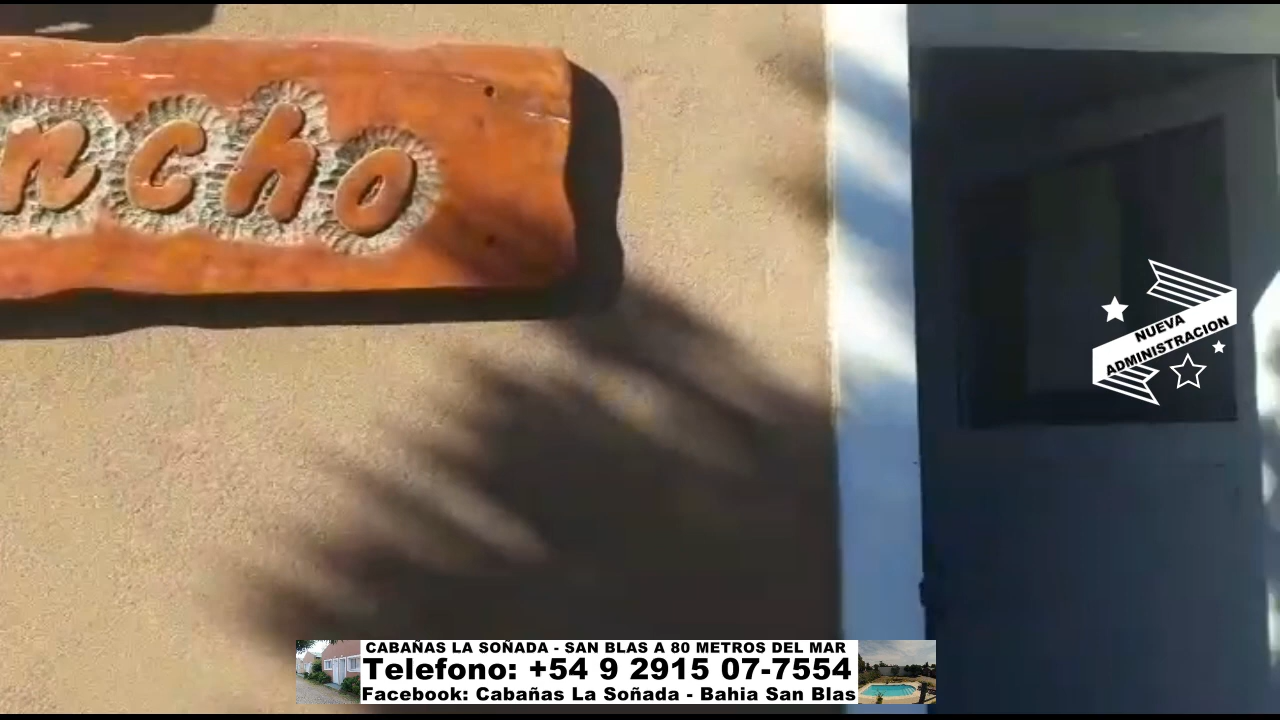 ncho
NUEVA
ADMINISTRACION
CABAÑAS LA SOÑADA - SAN BLAS A 80 METROS DEL MAR
Telefono: +54 9 2915 07-7554
Facebook: Cabañas La Soñada - Bahia San Blas